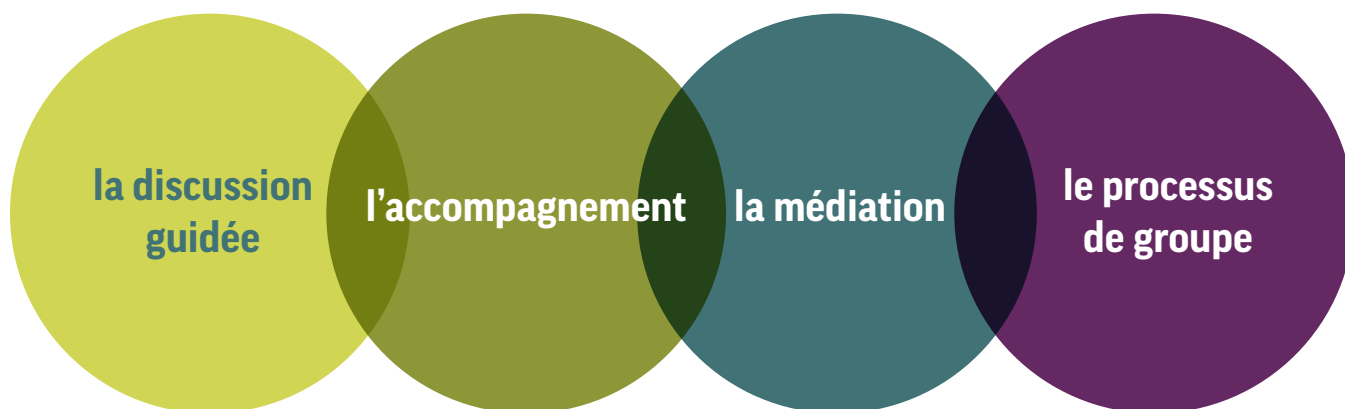 la discussion
guidée
l’accompagnement
la médiation
le processus
de groupe